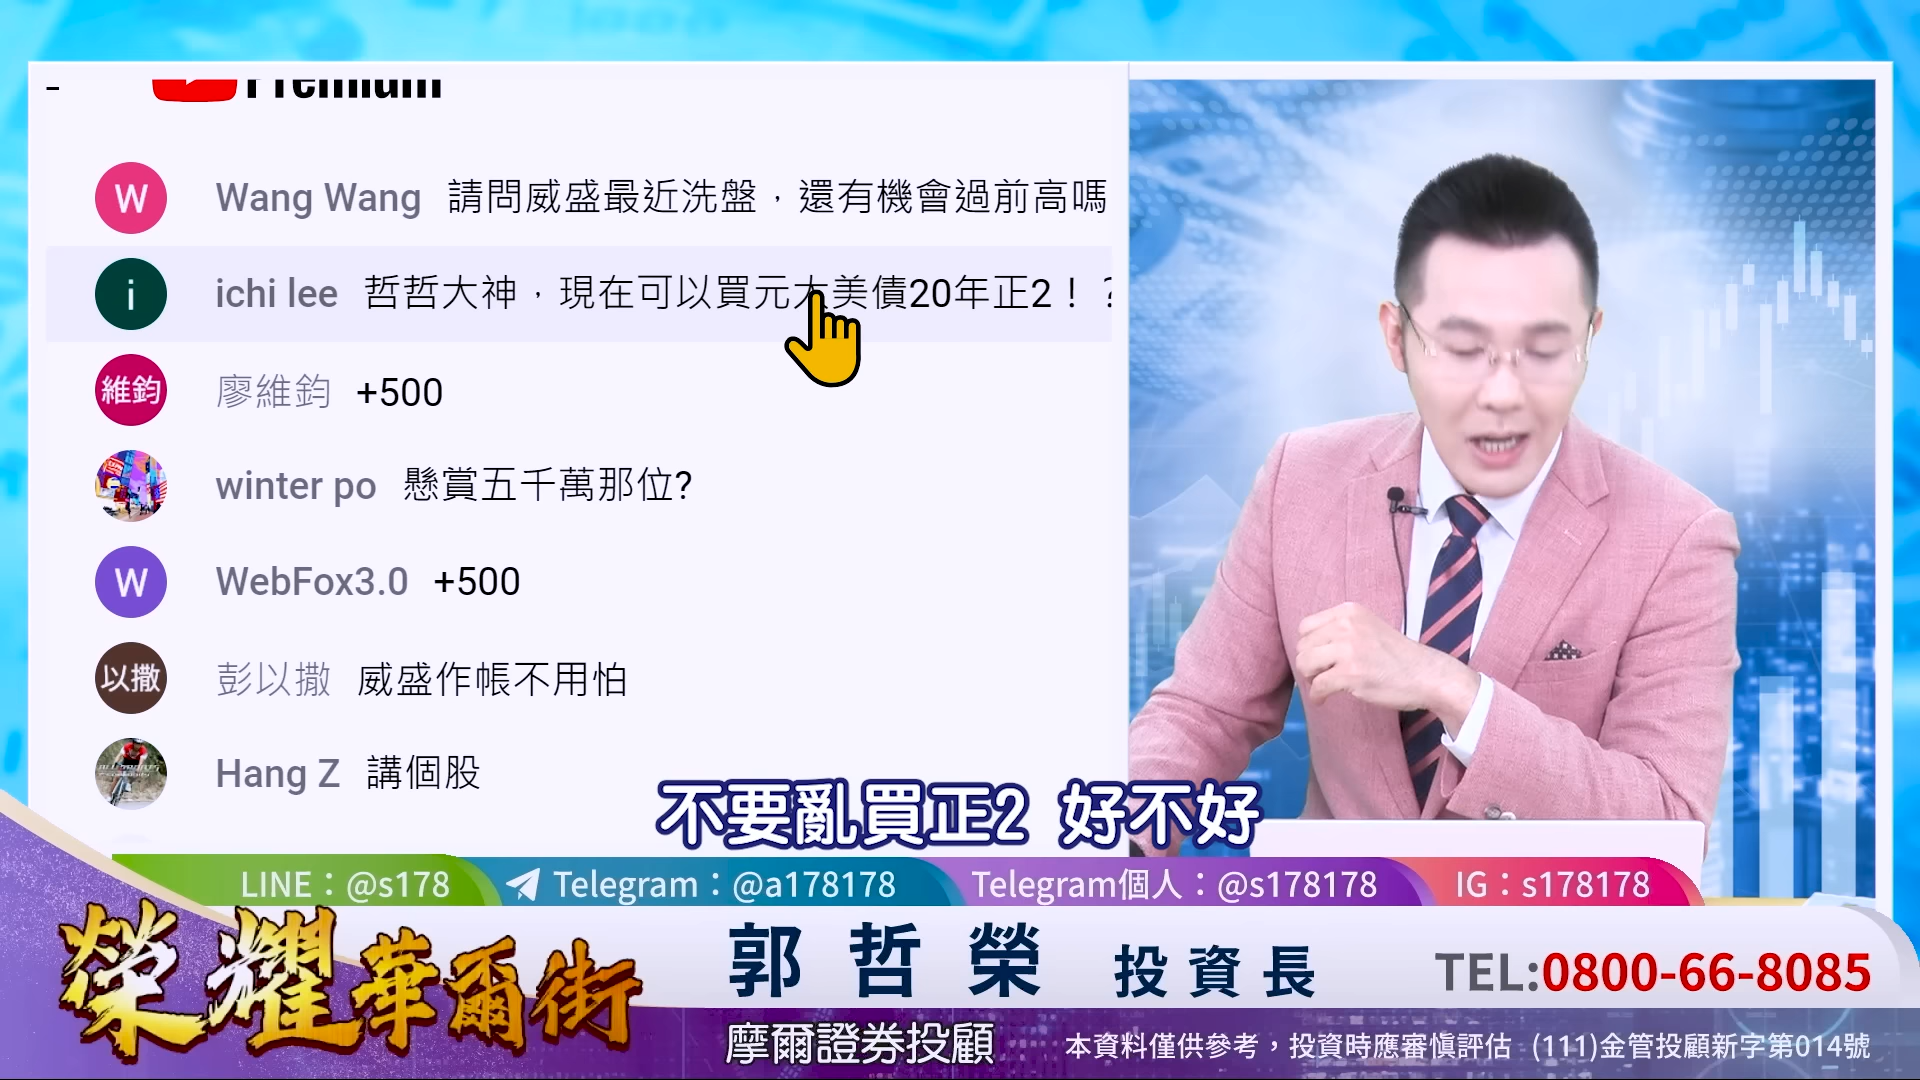 Premium
W Wang Wang 請問威盛最近洗盤，還有機會過前高嗎
i ichi lee 哲哲大神，現在可以買元大美債20年正2！？
維鈞 廖維鈞 +500
winter po 懸賞五千萬那位?
W WebFox3.0 +500
以撒 彭以撒 威盛作帳不用怕
Hang Z 講個股
不要亂買正2 好不好
LINE：@s178 Telegram：@a178178 Telegram個人：@s178178 IG：s178178
榮耀華爾街
郭哲榮 投資長 TEL:0800-66-8085
摩爾證券投顧 本資料僅供參考，投資時應審慎評估 (111)金管投顧新字第014號